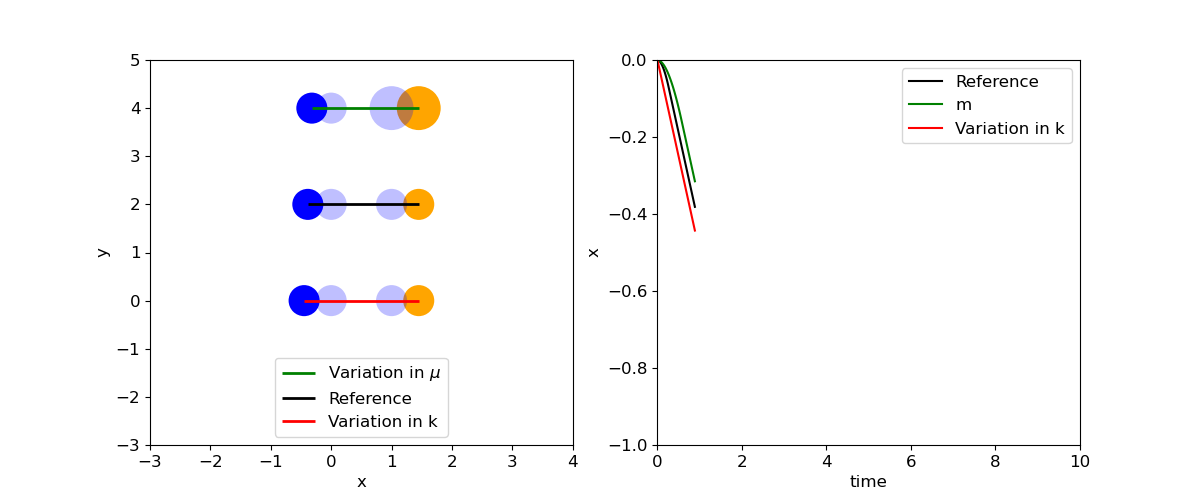 5
4
3
2
1
0
−1
−2
−3
y
−3 −2 −1 0 1 2 3 4
x
Variation in μ
Reference
Variation in k
0.0
−0.2
−0.4
−0.6
−0.8
−1.0
x
0 2 4 6 8 10
time
Reference
m
Variation in k